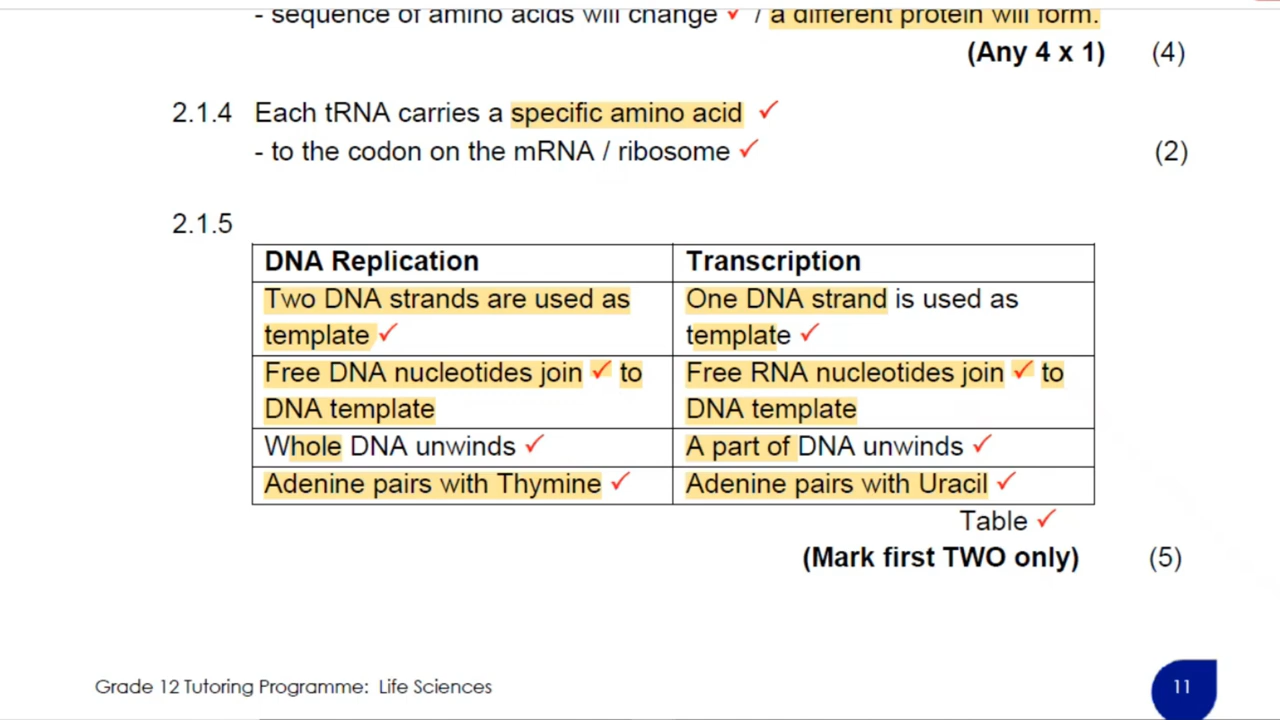 - sequence of amino acids will change ✓ / a different protein will form.
(Any 4 x 1) (4)
2.1.4 Each tRNA carries a specific amino acid ✓
- to the codon on the mRNA / ribosome ✓ (2)
2.1.5
DNA Replication Transcription
Two DNA strands are used as One DNA strand is used as
template ✓ template ✓
Free DNA nucleotides join ✓ to Free RNA nucleotides join ✓ to
DNA template DNA template
Whole DNA unwinds ✓ A part of DNA unwinds ✓
Adenine pairs with Thymine ✓ Adenine pairs with Uracil ✓
Table ✓
(Mark first TWO only) (5)
Grade 12 Tutoring Programme: Life Sciences 11